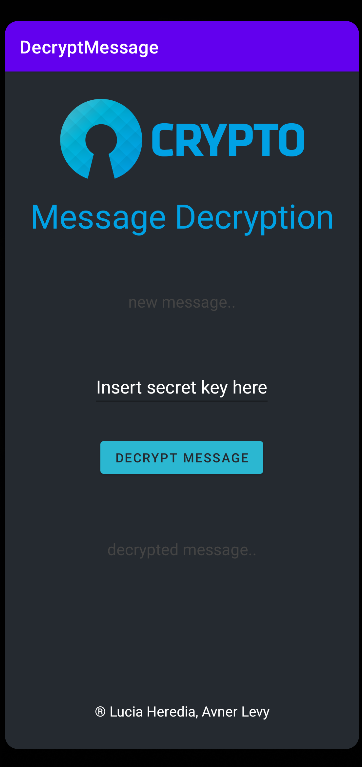 DecryptMessage
CRYPTO
Message Decryption
new message..
Insert secret key here
DECRYPT MESSAGE
decrypted message..
® Lucia Heredia, Avner Levy